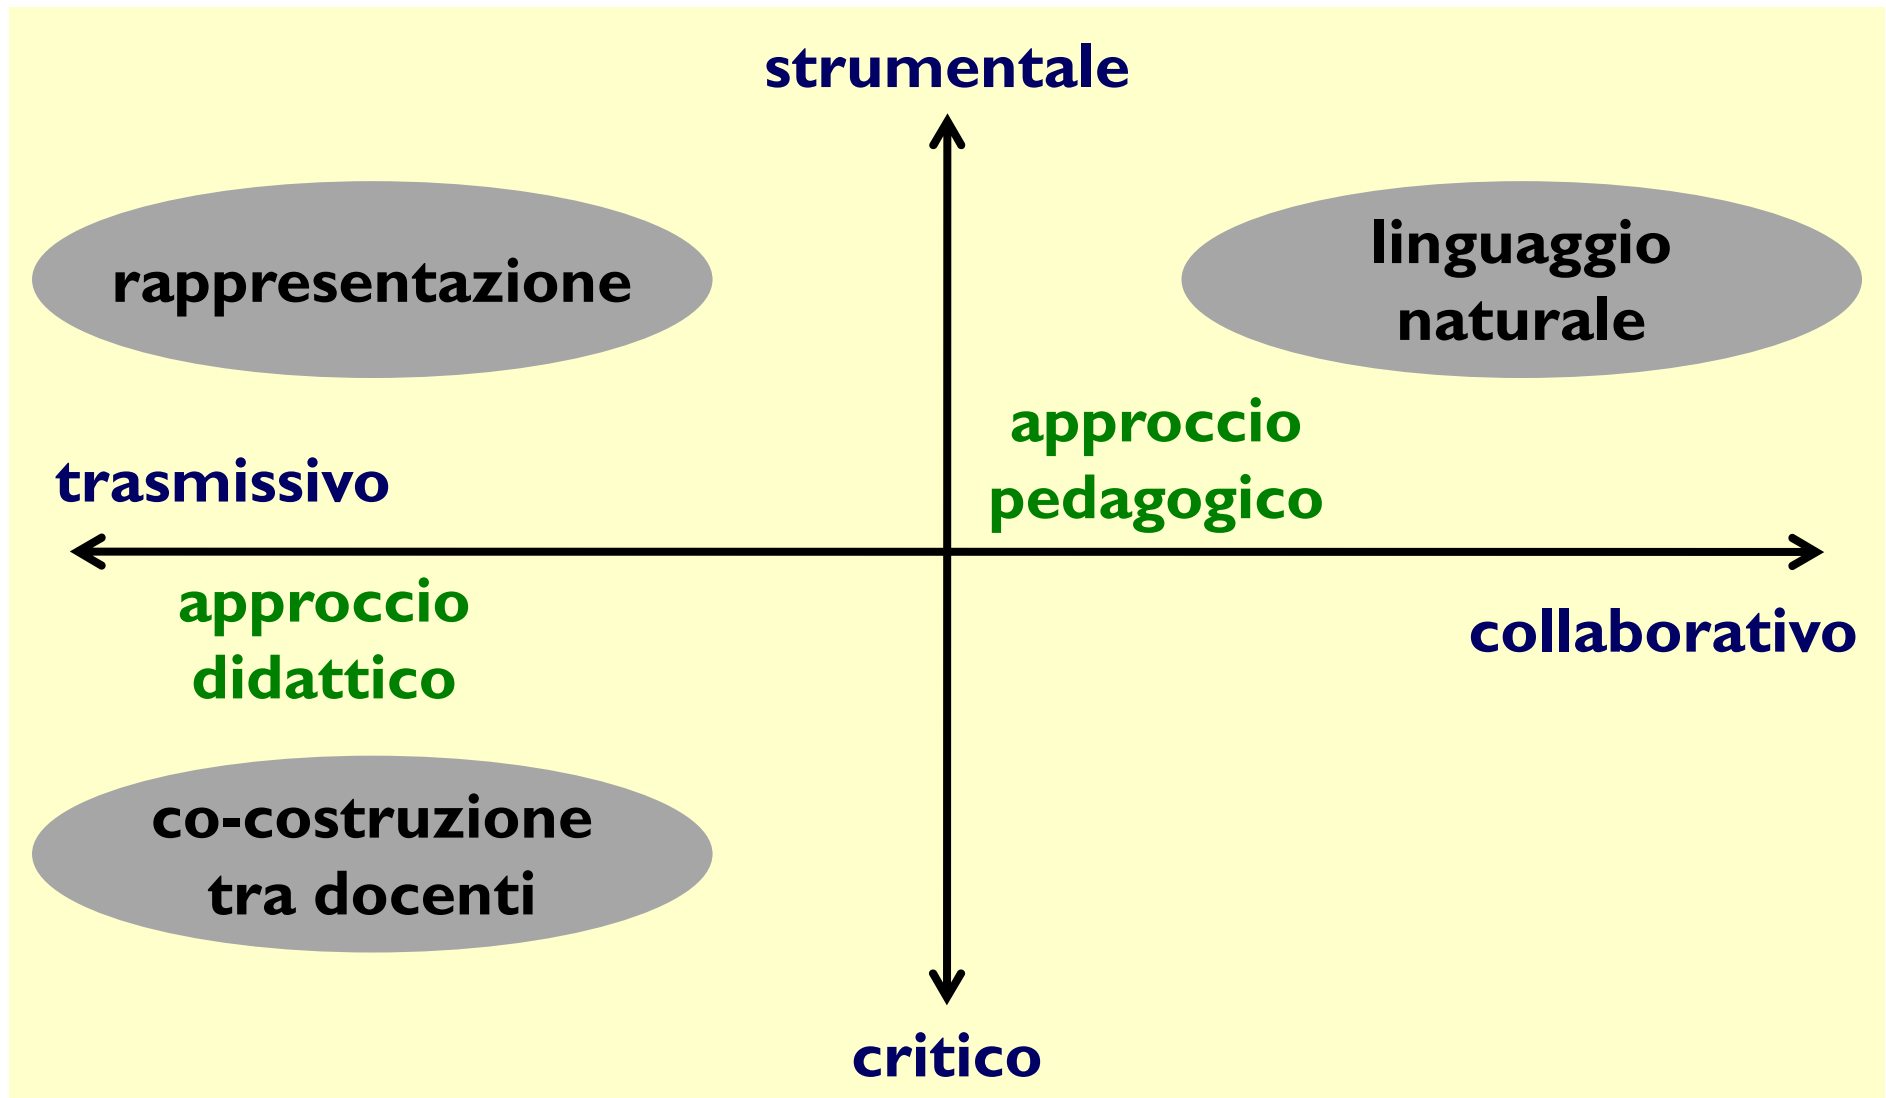 strumentale
rappresentazione
linguaggio
naturale
approccio
pedagogico
trasmissivo
approccio
didattico
collaborativo
co-costruzione
tra docenti
critico